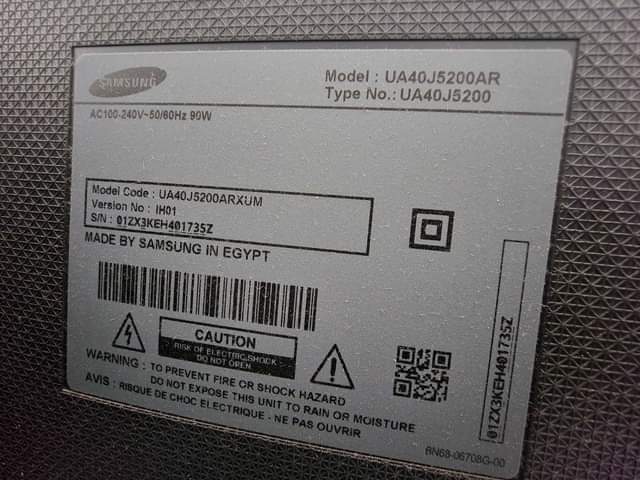 SAMSUNG
Model : UA40J5200AR
Type No.: UA40J5200
AC100-240V~50/60Hz 90W
Model Code : UA40J5200ARXUM
Version No : IH01
S/N : 01ZX3KEH401735Z
MADE BY SAMSUNG IN EGYPT
CAUTION
RISK OF ELECTRIC SHOCK
DO NOT OPEN
WARNING : TO PREVENT FIRE OR SHOCK HAZARD
DO NOT EXPOSE THIS UNIT TO RAIN OR MOISTURE
AVIS : RISQUE DE CHOC ELECTRIQUE - NE PAS OUVRIR
01ZX3KEH401735Z
BN68-06708G-00